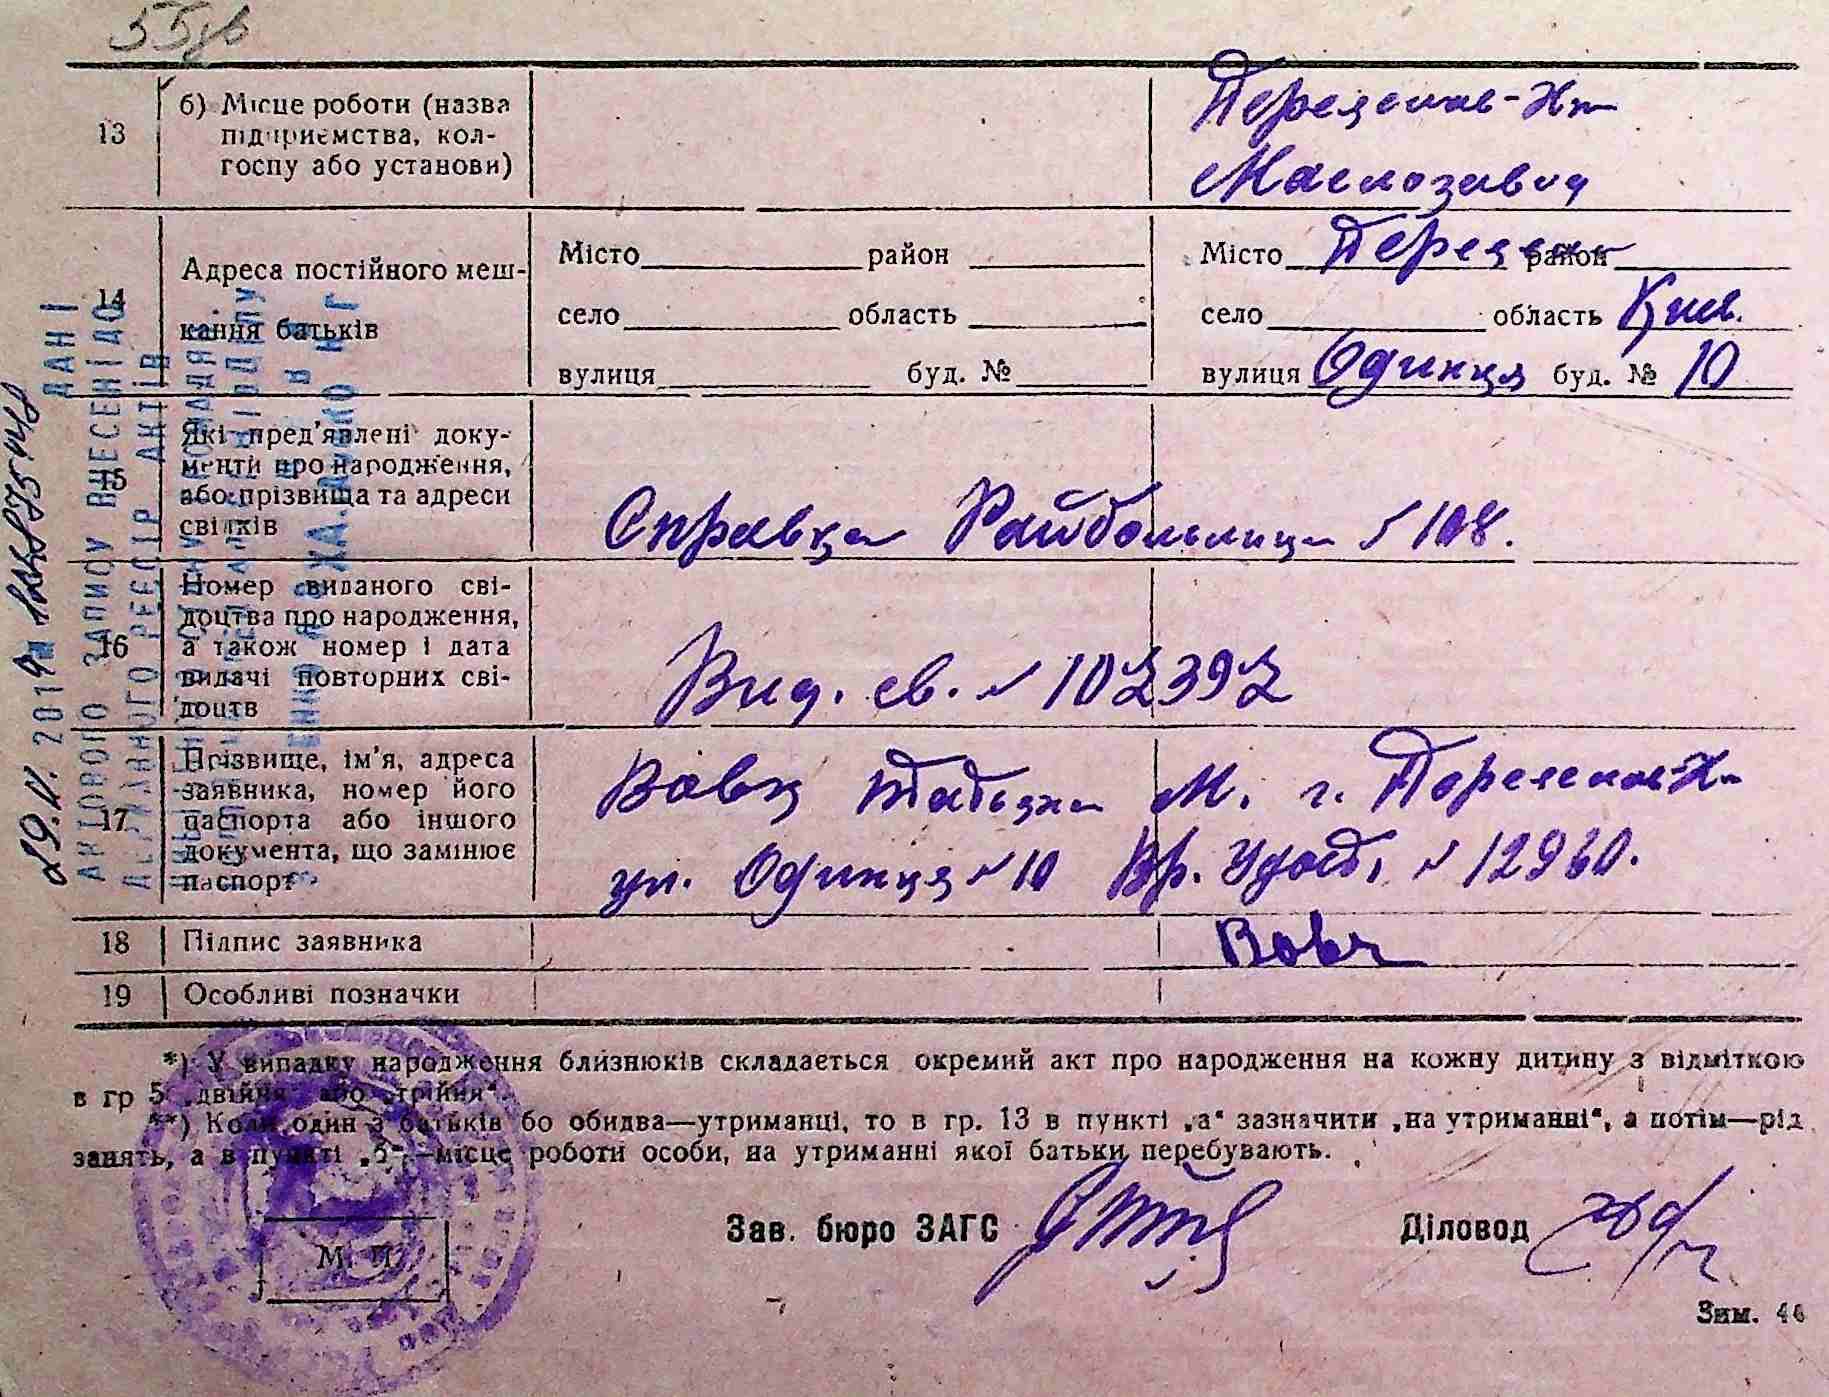 55зв
13
б) Місце роботи (назва
підприємства, кол-
госпу або установи)
Переяслав-Хм
Маслозавод
14
Адреса постійного меш-
кання батьків
Місто район
село область
вулиця буд. №
Місто Переяслав район
село область Київ.
вулиця Одинця буд. № 10
15
Які пред'явлені доку-
менти про народження,
або прізвища та адреси
свідків
Справка Райбольница № 108.
16
Номер виданого сві-
доцтва про народження,
а також номер і дата
видачі повторних сві-
доцтв
Вид. св. № 102392
17
Прізвище, ім'я, адреса
заявника, номер його
паспорта або іншого
документа, що замінює
паспорт
Вовк М. г. Переяслав-Хм
ул. Одинця № 10 Вр. Удост. № 12960.
18
Підпис заявника
Вовк
19
Особливі позначки
*) У випадку народження близнюків складається окремий акт про народження на кожну дитину з відміткою
в гр 5 „двійня" або „трійня".
**) Коли один з батьків бо обидва—утриманці, то в гр. 13 в пункті „а" зазначити „на утриманні", а потім—рід
занять, а в пункті „б"—місце роботи особи, на утриманні якої батьки перебувають.
Зав. бюро ЗАГС
Діловод
М. П.
Зим. 46
ДАНІ
АКТОВОГО ЗАПИСУ ВНЕСЕНІ ДО
ДЕРЖАВНОГО РЕЄСТР АКТІВ
29. 2014